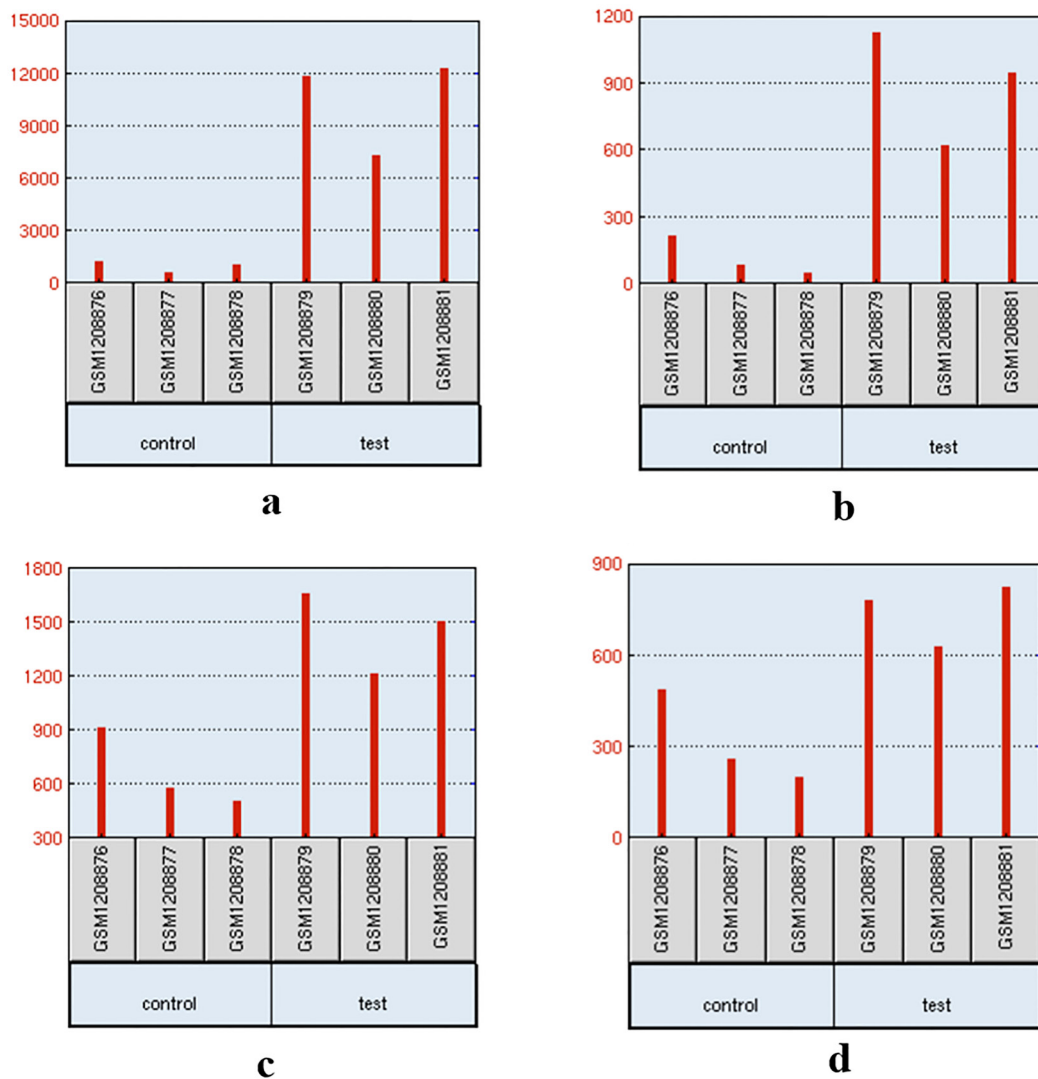 15000
12000
9000
6000
3000
0
GSM1208876
GSM1208877
GSM1208878
GSM1208879
GSM1208880
GSM1208881
control test
a
1200
900
600
300
0
GSM1208876
GSM1208877
GSM1208878
GSM1208879
GSM1208880
GSM1208881
control test
b
1800
1500
1200
900
600
300
GSM1208876
GSM1208877
GSM1208878
GSM1208879
GSM1208880
GSM1208881
control test
c
900
600
300
0
GSM1208876
GSM1208877
GSM1208878
GSM1208879
GSM1208880
GSM1208881
control test
d